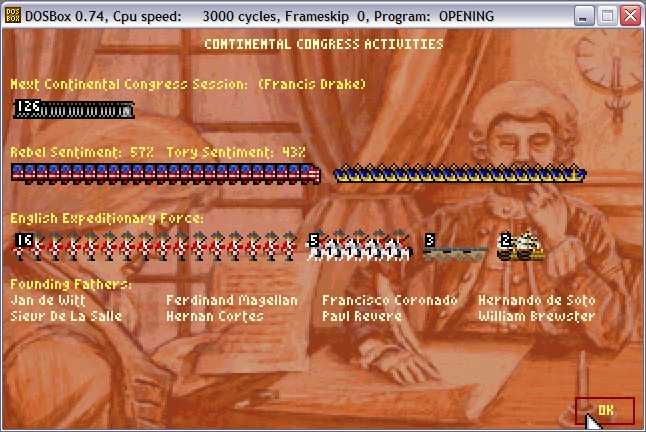 DOSBox 0.74, Cpu speed: 3000 cycles, Frameskip 0, Program: OPENING
CONTINENTAL CONGRESS ACTIVITIES
Next Continental Congress Session: (Francis Drake)
126
Rebel Sentiment: 57% Tory Sentiment: 43%
English Expeditionary Force:
16 5 3 2
Founding Fathers:
Jan de Witt Ferdinand Magellan Francisco Coronado Hernando de Soto
Sieur De La Salle Hernan Cortes Paul Revere William Brewster
OK